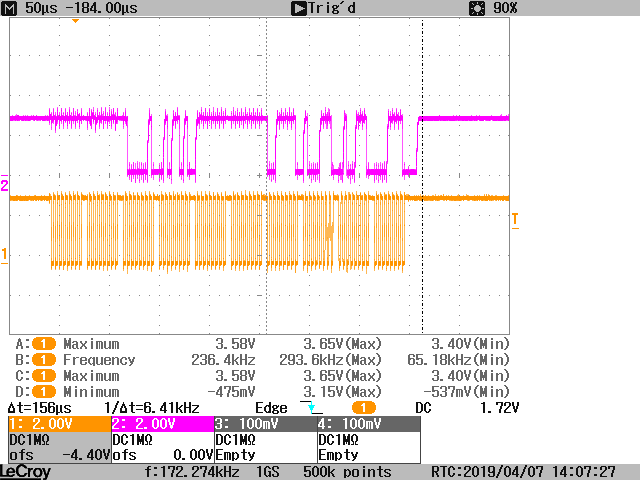 M 50µs -184.00µs Trig'd 90%
2
T
1
A: 1 Maximum 3.58V 3.65V(Max) 3.40V(Min)
B: 1 Frequency 236.4kHz 293.6kHz(Max) 65.18kHz(Min)
C: 1 Maximum 3.58V 3.65V(Max) 3.40V(Min)
D: 1 Minimum -475mV 3.15V(Max) -537mV(Min)
Δt=156µs 1/Δt=6.41kHz Edge 1 DC 1.72V
1: 2.00V 2: 2.00V 3: 100mV 4: 100mV
DC1MΩ DC1MΩ DC1MΩ DC1MΩ
ofs -4.40V ofs 0.00V Empty Empty
LeCroy f:172.274kHz 1GS 500k points RTC:2019/04/07 14:07:27